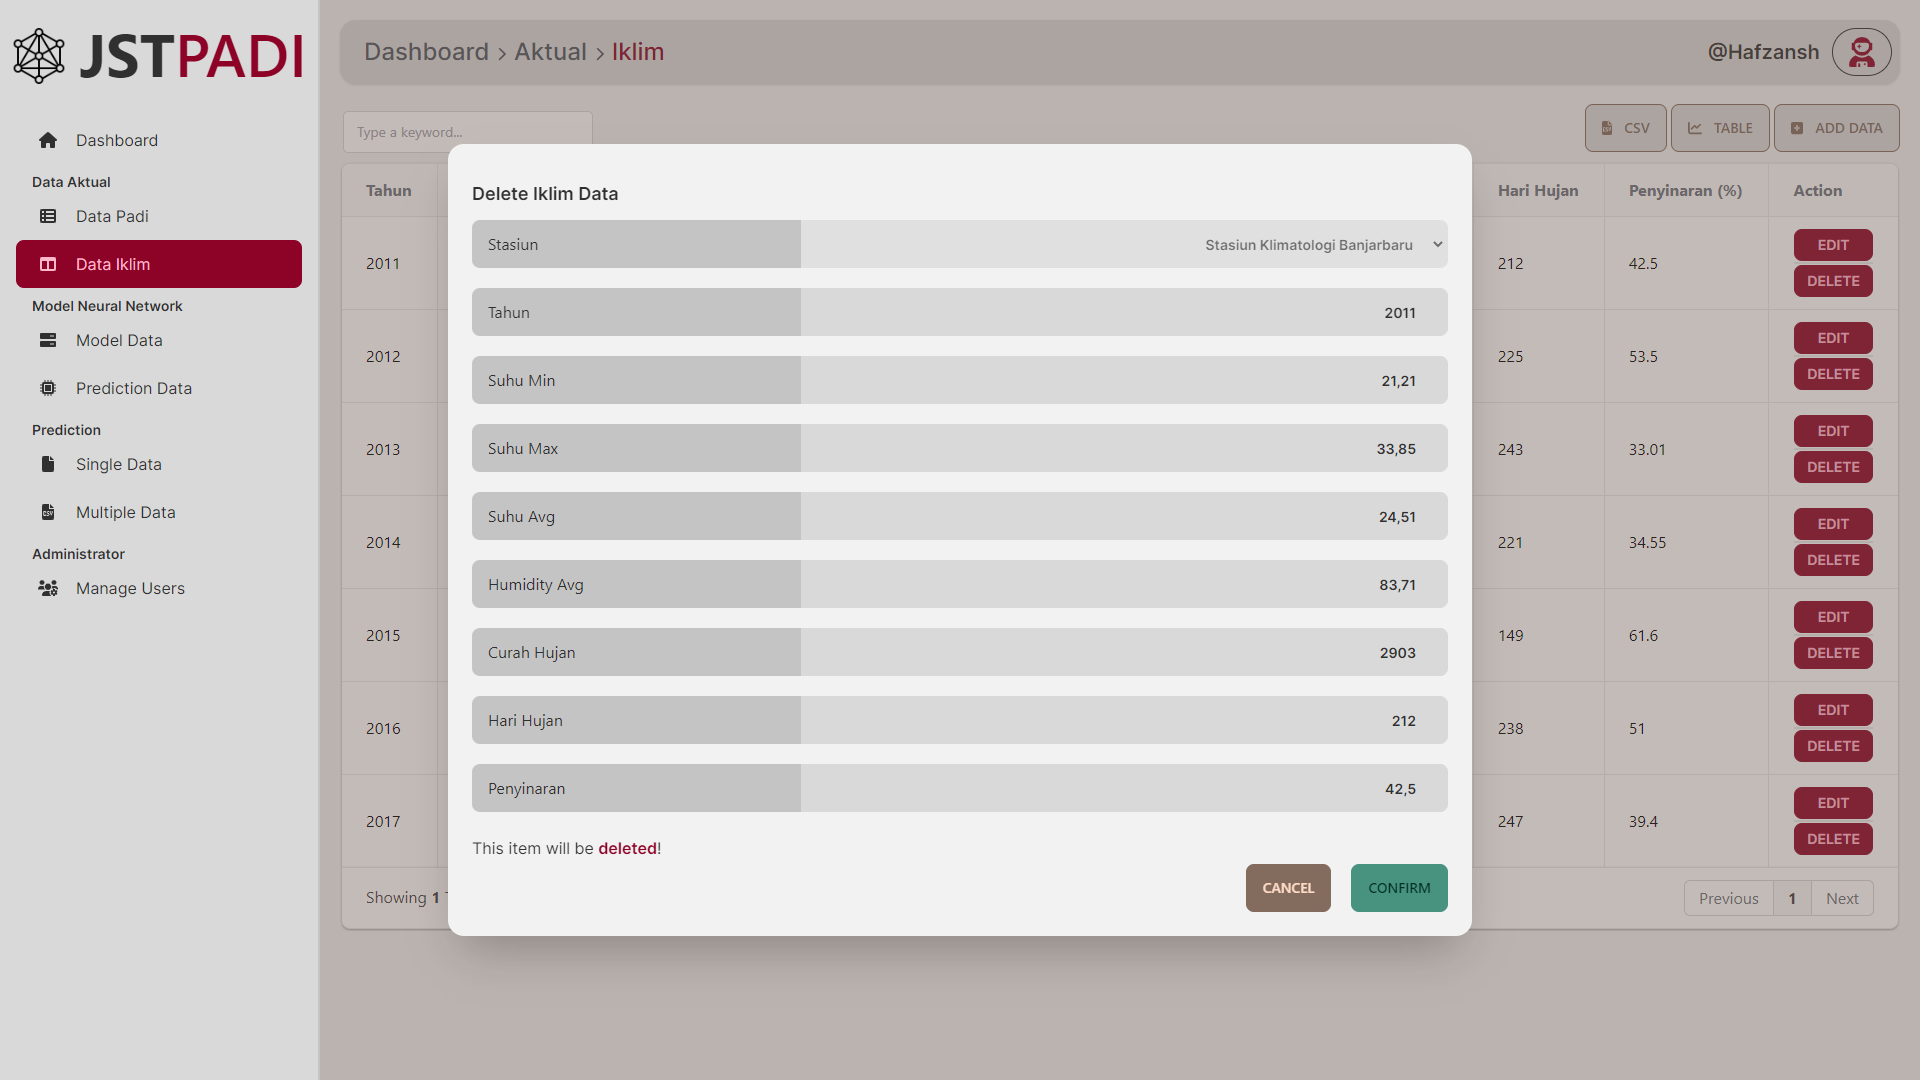 JSTPADI
Dashboard
Data Aktual
Data Padi
Data Iklim
Model Neural Network
Model Data
Prediction Data
Prediction
Single Data
Multiple Data
Administrator
Manage Users
Dashboard > Aktual > Iklim
@Hafzansh
Type a keyword...
CSV
TABLE
ADD DATA
Tahun Hari Hujan Penyinaran (%) Action
2011 212 42.5 EDIT
DELETE
2012 225 53.5 EDIT
DELETE
2013 243 33.01 EDIT
DELETE
2014 221 34.55 EDIT
DELETE
2015 149 61.6 EDIT
DELETE
2016 238 51 EDIT
DELETE
2017 247 39.4 EDIT
DELETE
Showing 1
Previous 1 Next
Delete Iklim Data
Stasiun Stasiun Klimatologi Banjarbaru
Tahun 2011
Suhu Min 21,21
Suhu Max 33,85
Suhu Avg 24,51
Humidity Avg 83,71
Curah Hujan 2903
Hari Hujan 212
Penyinaran 42,5
This item will be deleted!
CANCEL
CONFIRM